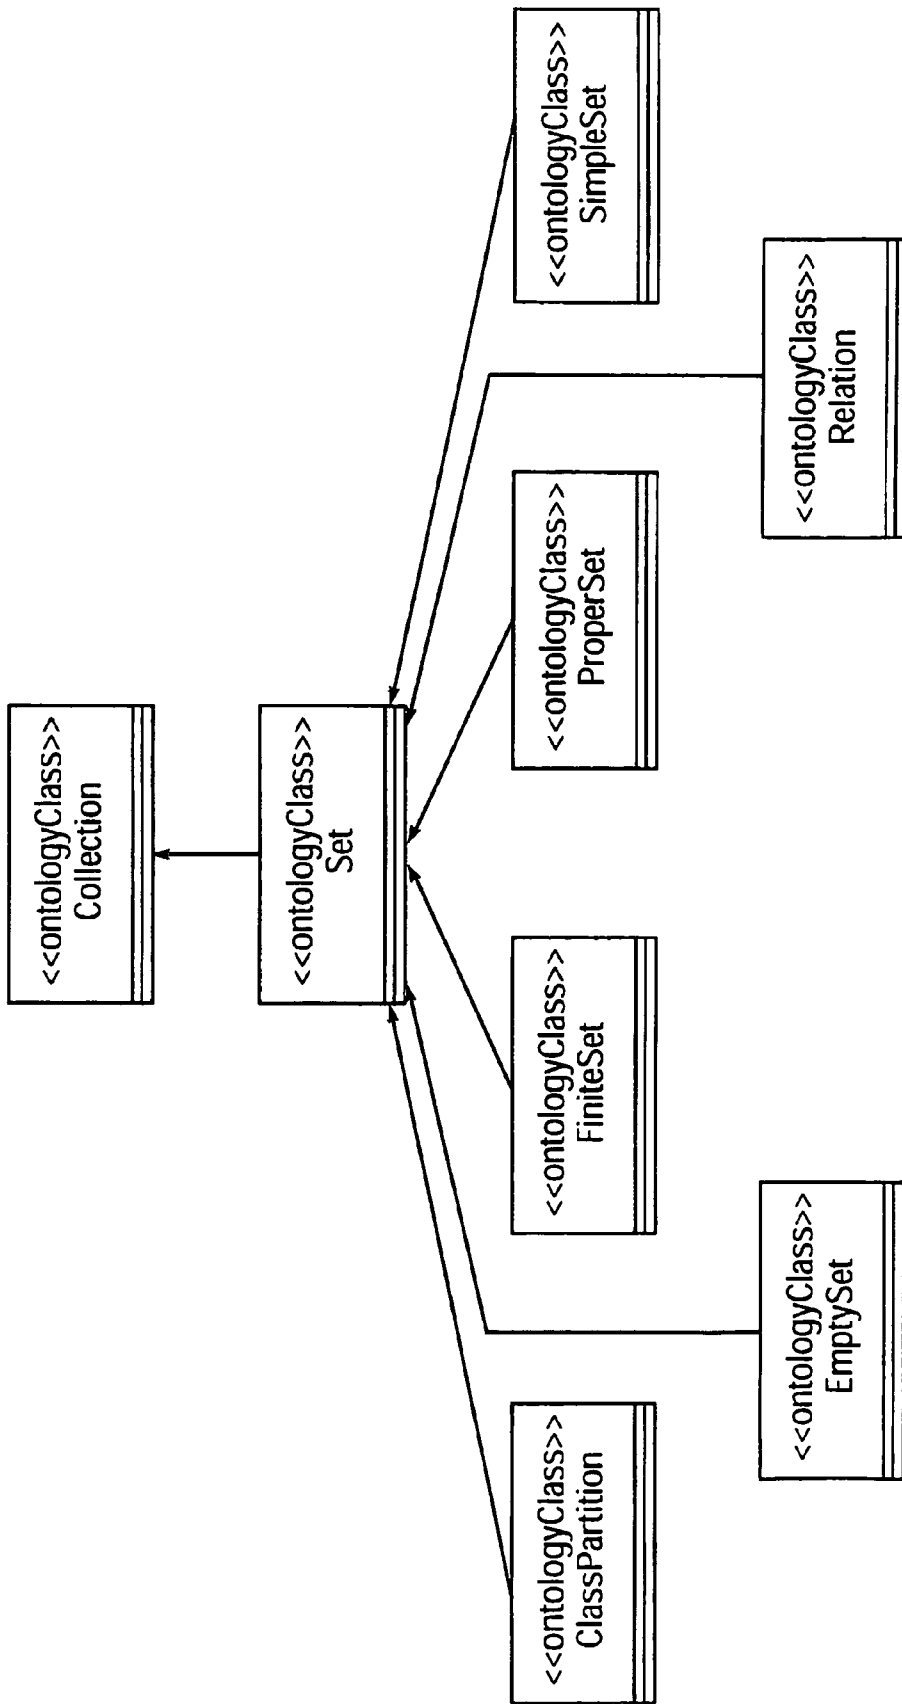 <<ontologyClass>>
Collection
<<ontologyClass>>
Set
<<ontologyClass>>
ClassPartition
<<ontologyClass>>
FiniteSet
<<ontologyClass>>
ProperSet
<<ontologyClass>>
SimpleSet
<<ontologyClass>>
EmptySet
<<ontologyClass>>
Relation